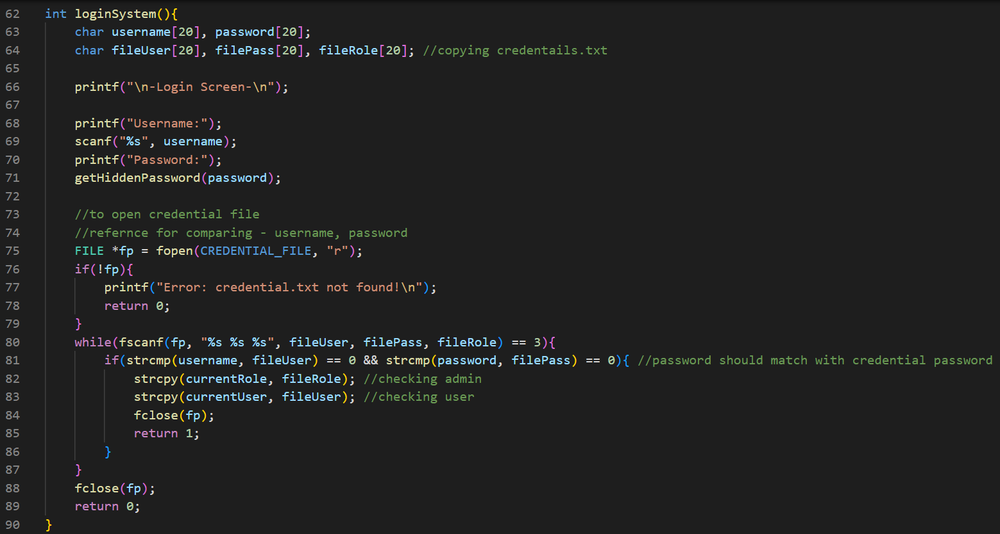 62 int loginSystem(){
63 char username[20], password[20];
64 char fileUser[20], filePass[20], fileRole[20]; //copying credentails.txt
65
66 printf("\n-Login Screen-\n");
67
68 printf("Username:");
69 scanf("%s", username);
70 printf("Password:");
71 getHiddenPassword(password);
72
73 //to open credential file
74 //refernce for comparing - username, password
75 FILE *fp = fopen(CREDENTIAL_FILE, "r");
76 if(!fp){
77 printf("Error: credential.txt not found!\n");
78 return 0;
79 }
80 while(fscanf(fp, "%s %s %s", fileUser, filePass, fileRole) == 3){
81 if(strcmp(username, fileUser) == 0 && strcmp(password, filePass) == 0){ //password should match with credential password
82 strcpy(currentRole, fileRole); //checking admin
83 strcpy(currentUser, fileUser); //checking user
84 fclose(fp);
85 return 1;
86 }
87 }
88 fclose(fp);
89 return 0;
90 }